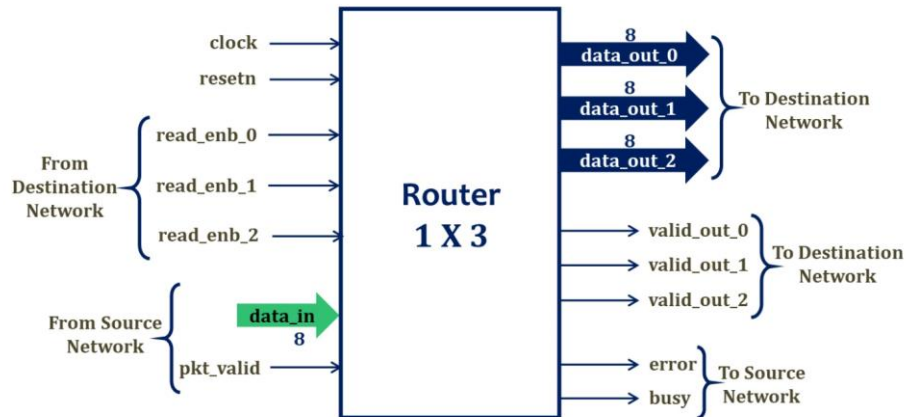 clock
resetn
From
Destination
Network
read_enb_0
read_enb_1
read_enb_2
From Source
Network
data_in
8
pkt_valid
Router
1 X 3
8
data_out_0
8
data_out_1
8
data_out_2
To Destination
Network
valid_out_0
valid_out_1
valid_out_2
To Destination
Network
error
busy
To Source
Network